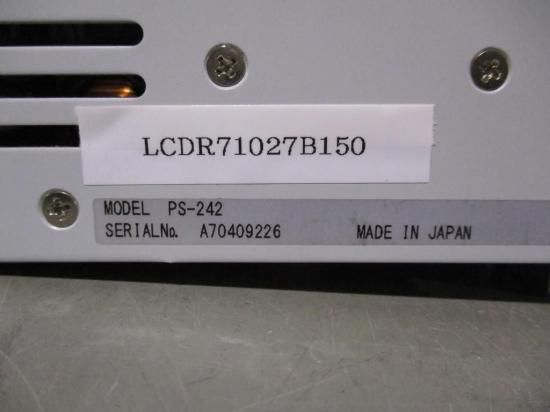 LCDR71027B150
MODEL PS-242
SERIALNo. A70409226 MADE IN JAPAN